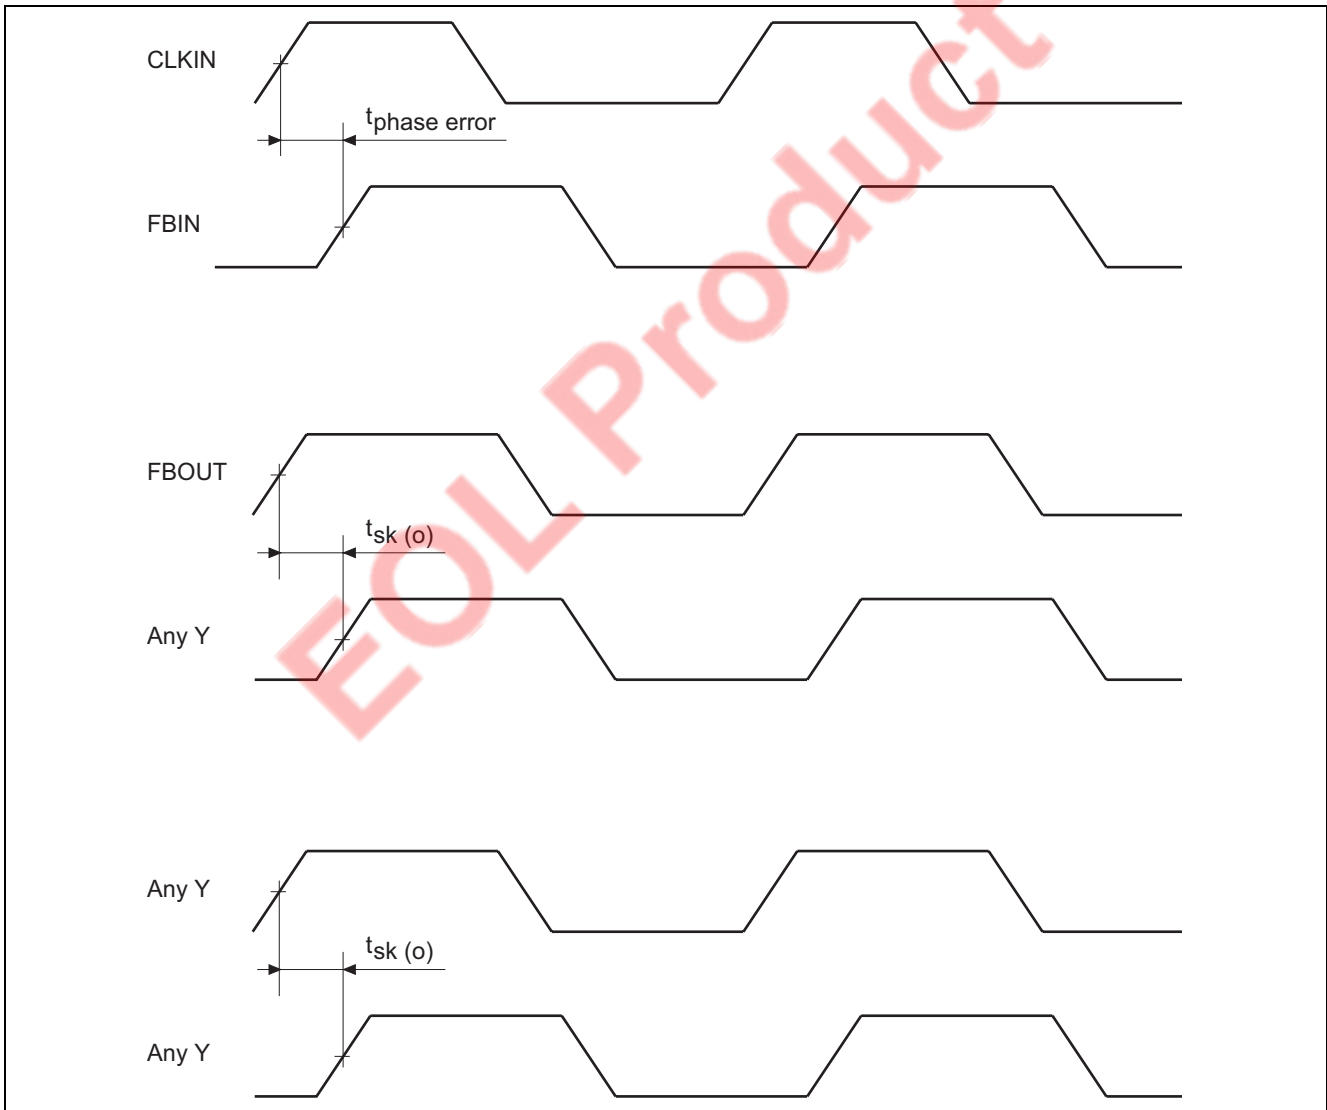 CLKIN
tphase error
FBIN
FBOUT
tsk (o)
Any Y
Any Y
tsk (o)
Any Y
EOL Product